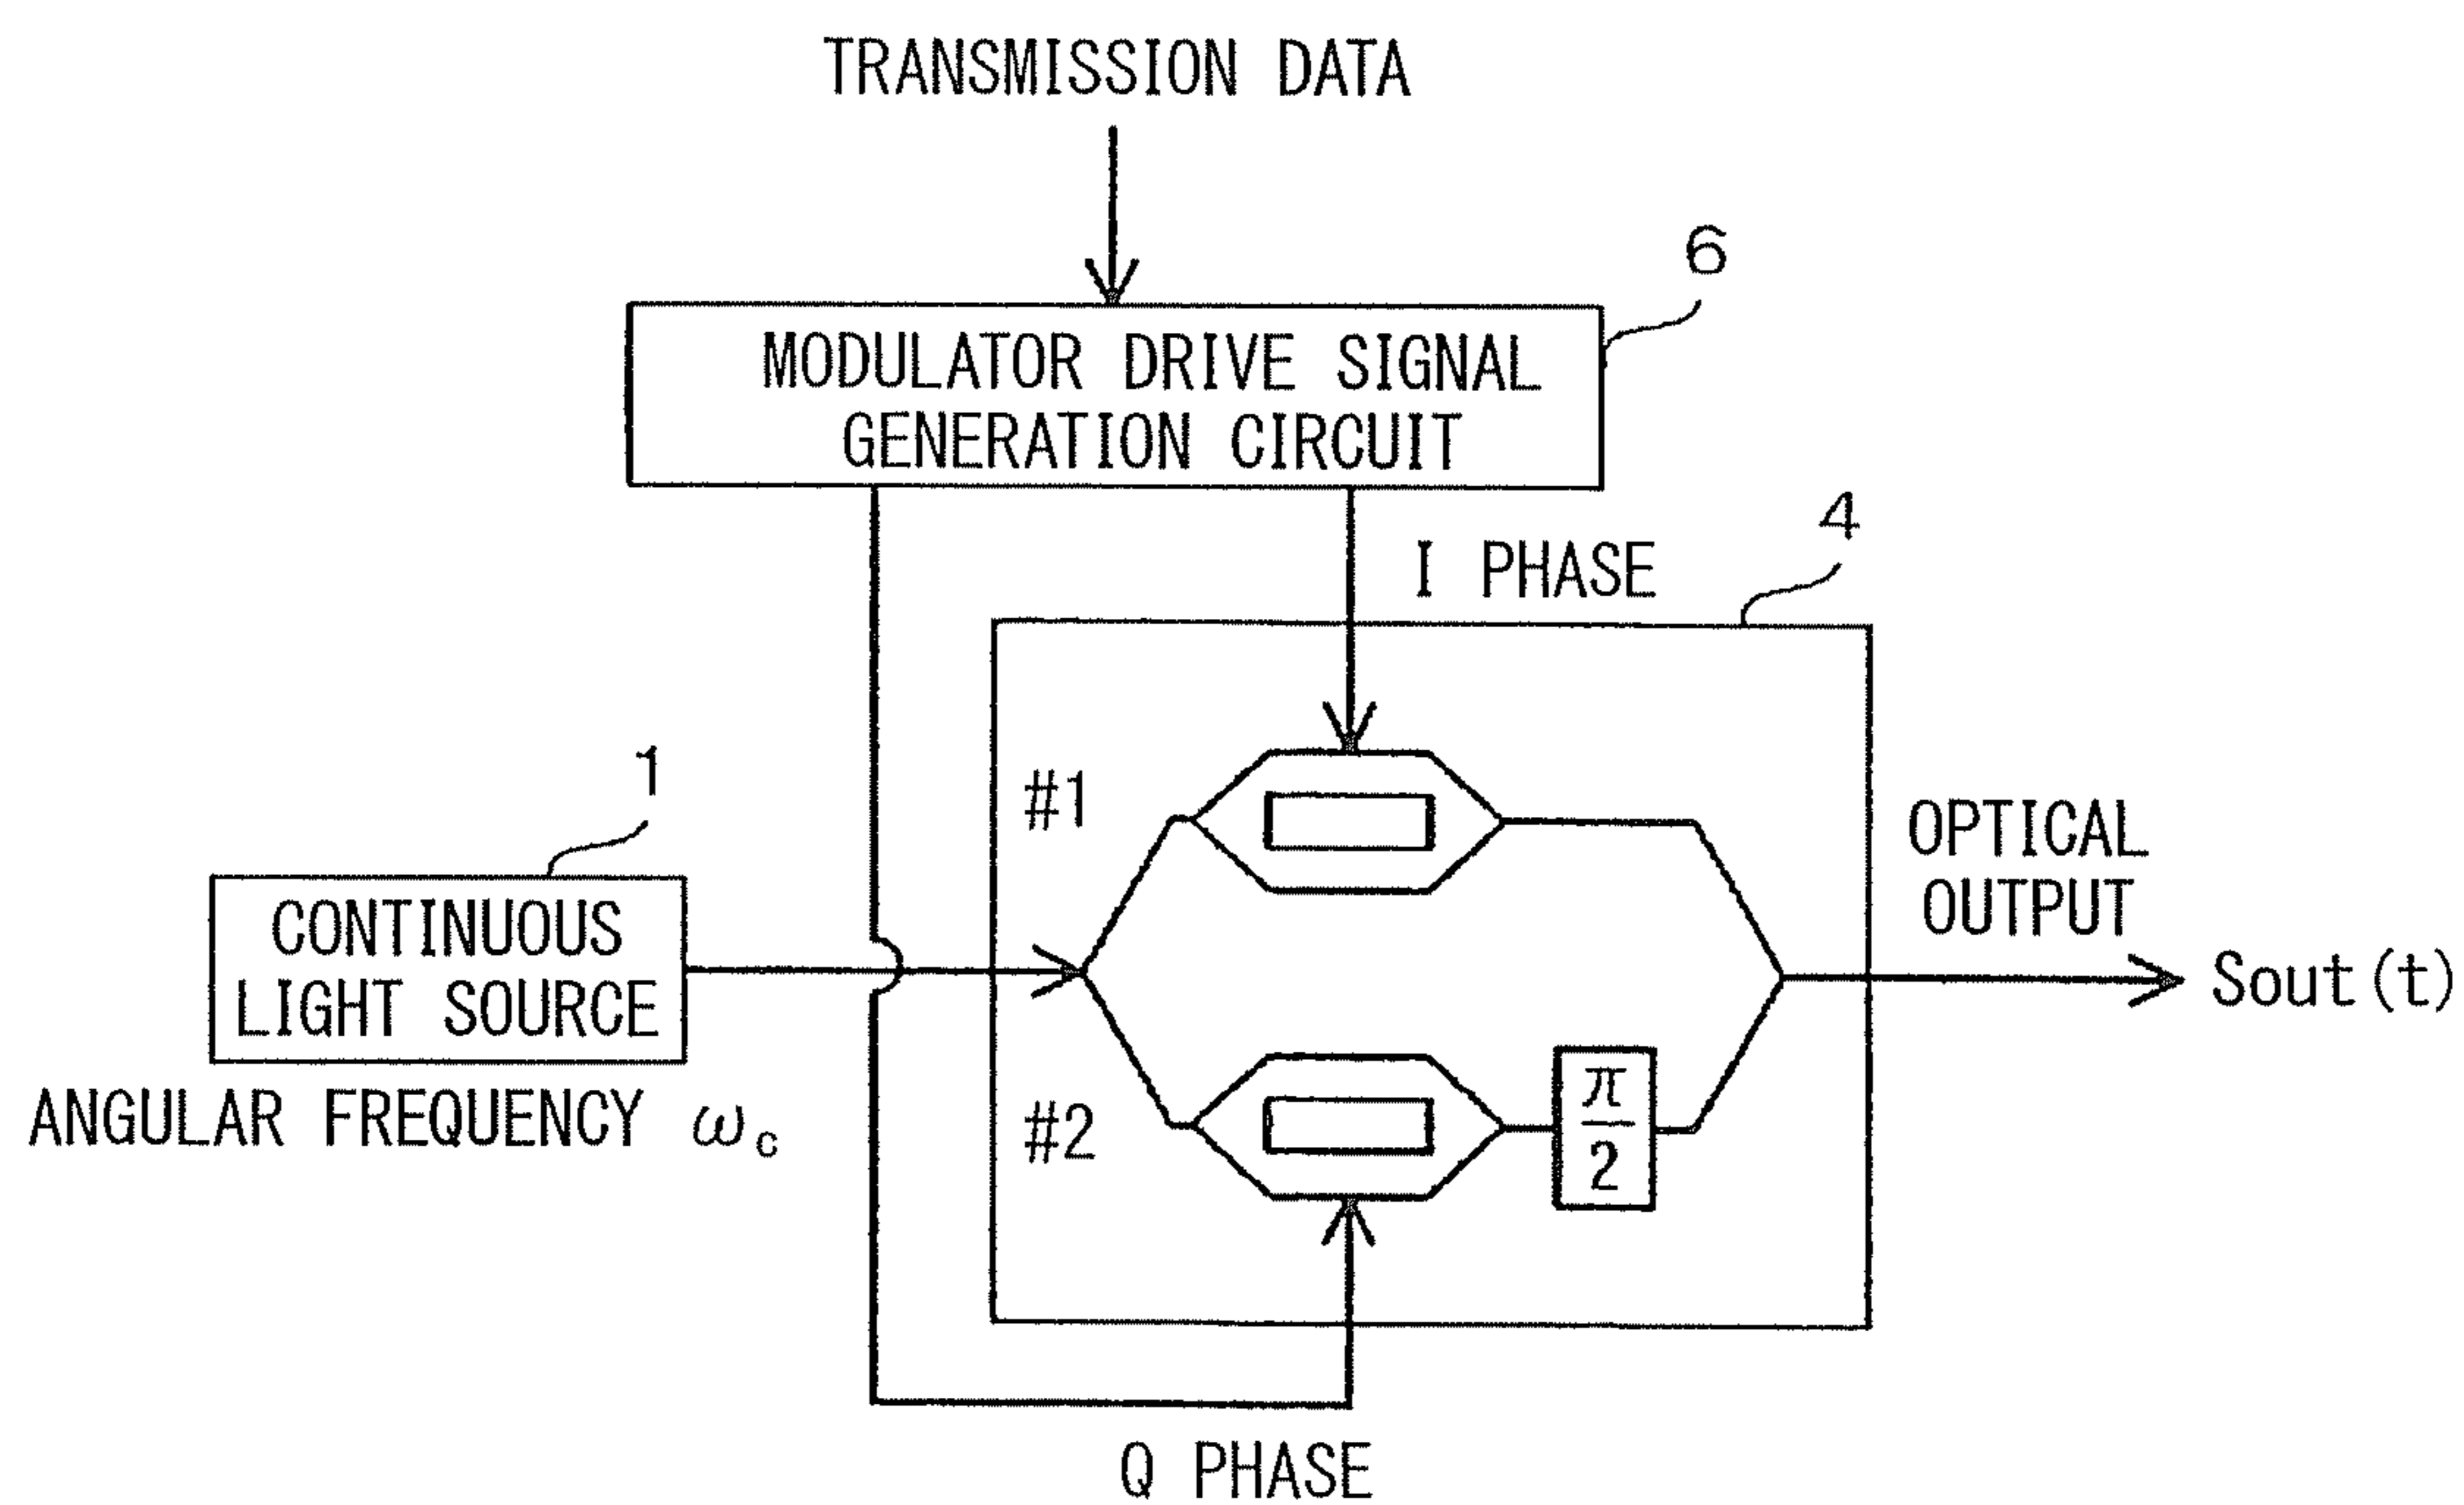 TRANSMISSION DATA
6
MODULATOR DRIVE SIGNAL
GENERATION CIRCUIT
4
I PHASE
1
#1
CONTINUOUS
LIGHT SOURCE
ANGULAR FREQUENCY ωc
OPTICAL
OUTPUT
Sout(t)
#2
π
2
Q PHASE